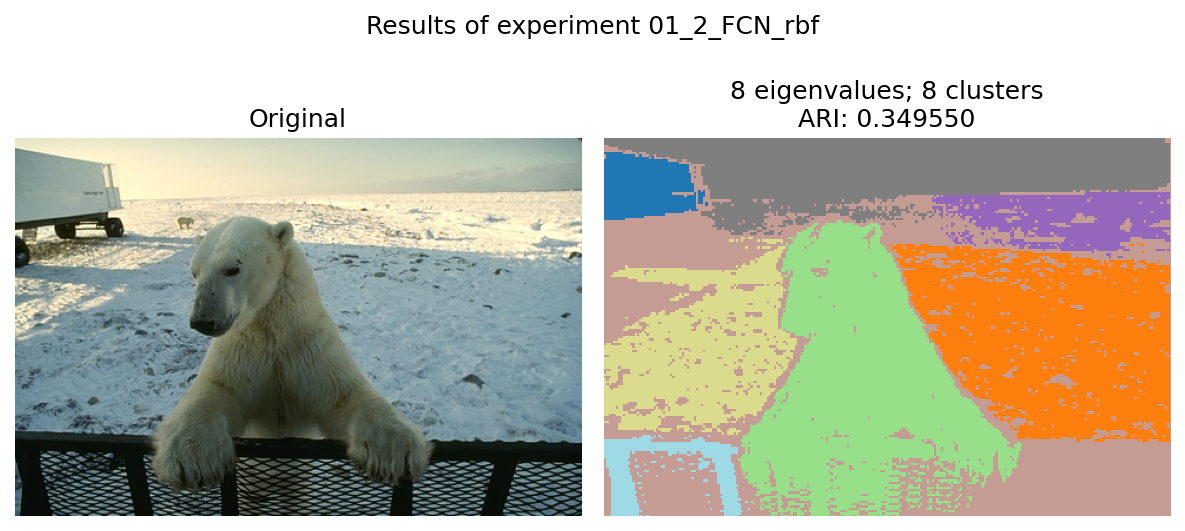 Results of experiment 01_2_FCN_rbf
Original
8 eigenvalues; 8 clusters
ARI: 0.349550